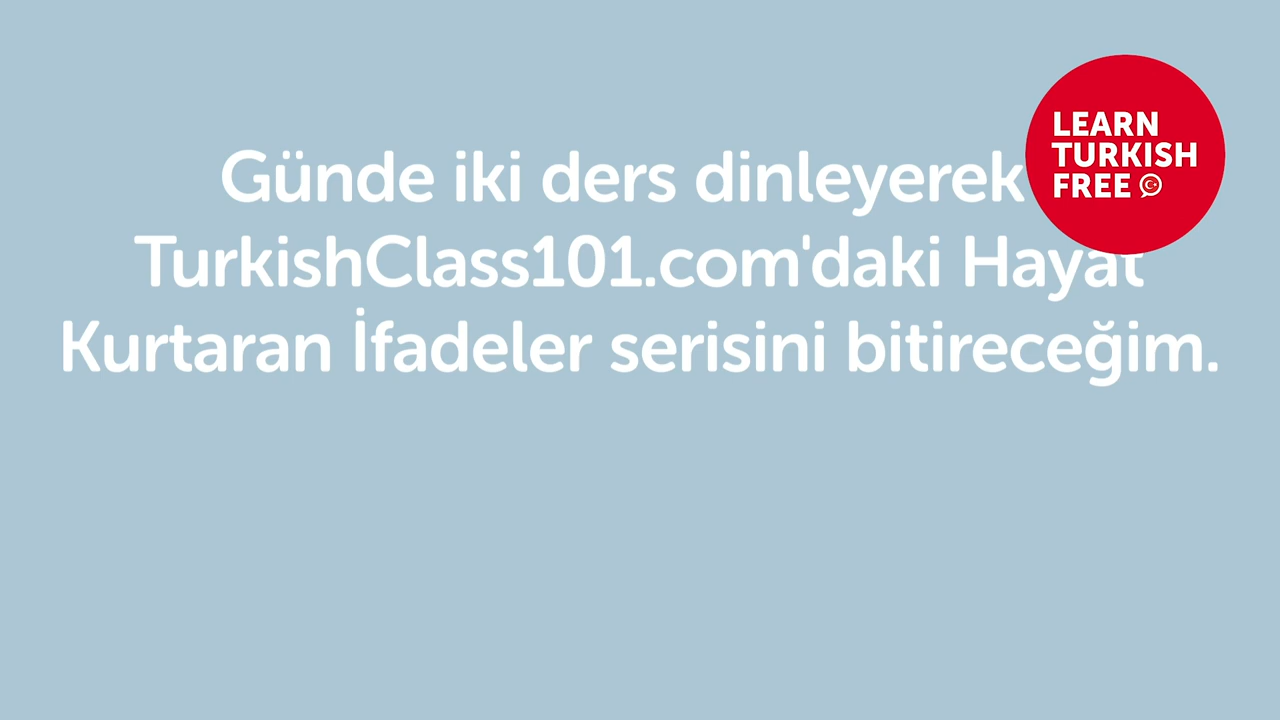 Günde iki ders dinleyerek
TurkishClass101.com'daki Hayat
Kurtaran İfadeler serisini bitireceğim.
LEARN
TURKISH
FREE